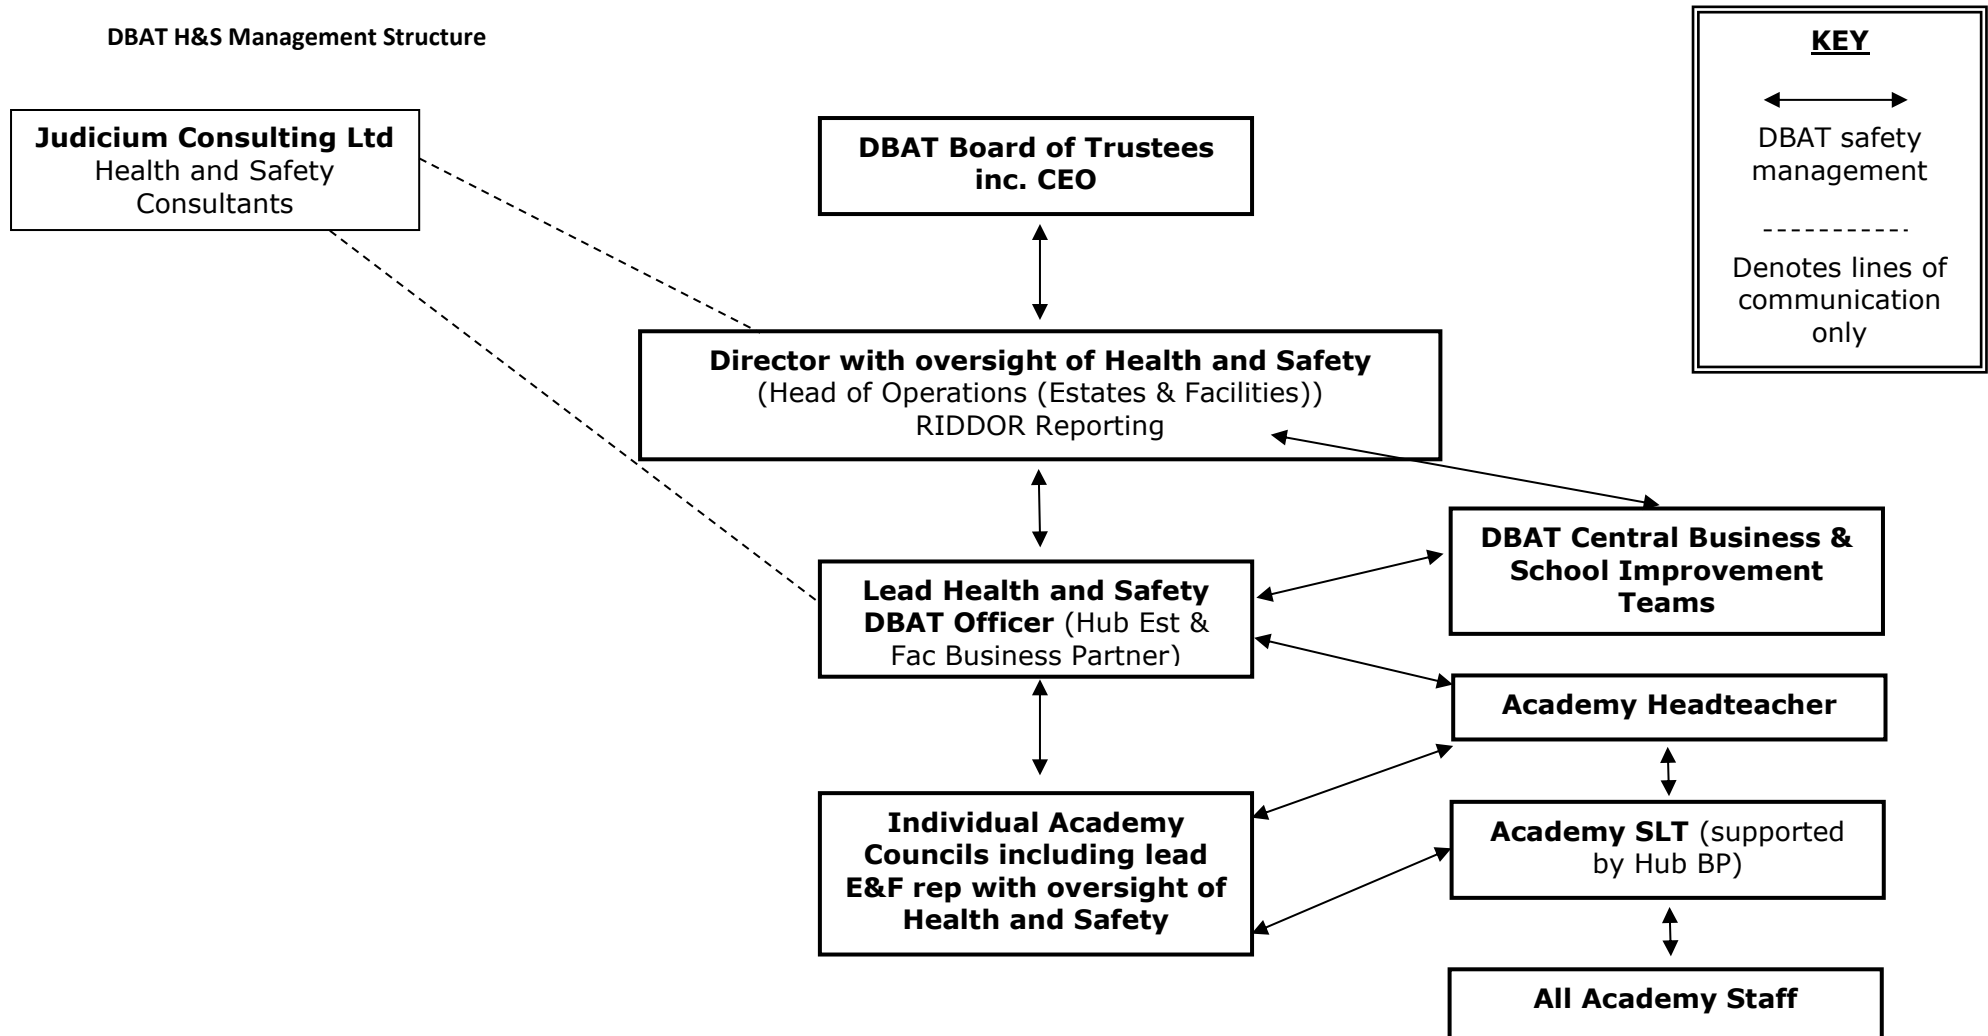 DBAT H&S Management Structure
KEY
DBAT safety
management
Denotes lines of
communication
only
Judicium Consulting Ltd
Health and Safety
Consultants
DBAT Board of Trustees
inc. CEO
Director with oversight of Health and Safety
(Head of Operations (Estates & Facilities))
RIDDOR Reporting
DBAT Central Business &
School Improvement
Teams
Lead Health and Safety
DBAT Officer (Hub Est &
Fac Business Partner)
Academy Headteacher
Individual Academy
Councils including lead
E&F rep with oversight of
Health and Safety
Academy SLT (supported
by Hub BP)
All Academy Staff